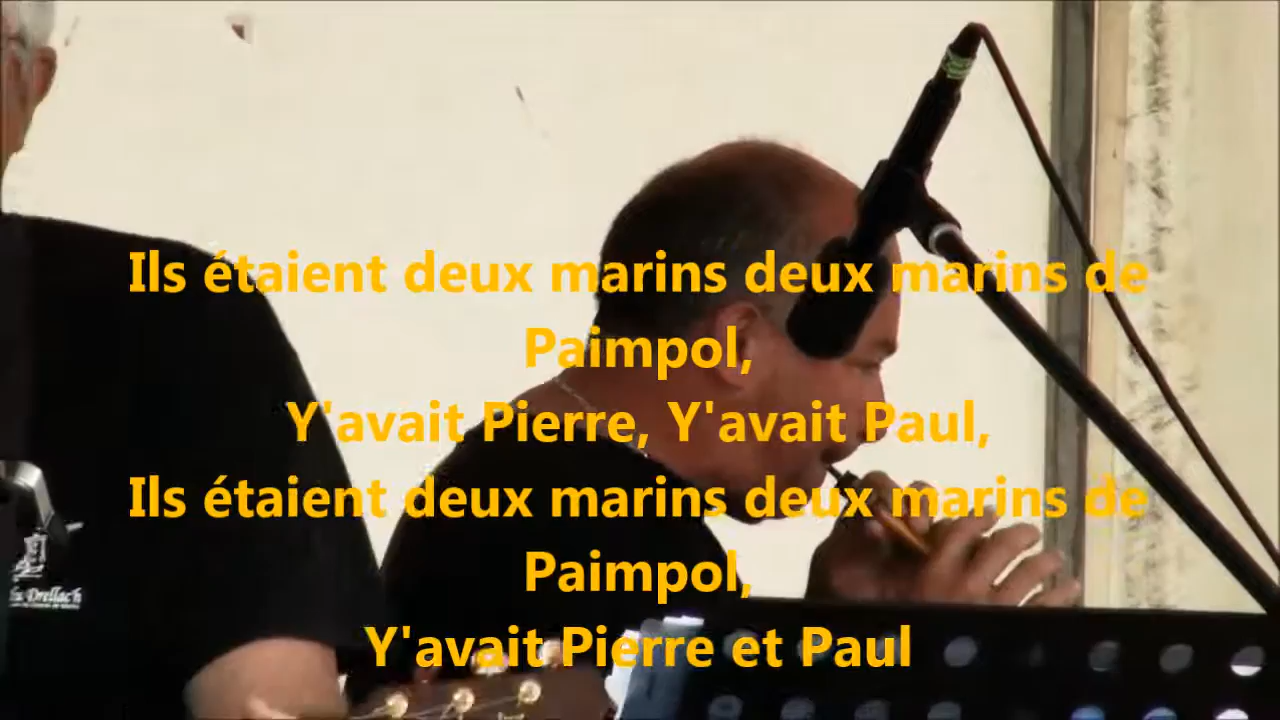 Ils étaient deux marins deux marins de
Paimpol,
Y'avait Pierre, Y'avait Paul,
Ils étaient deux marins deux marins de
Paimpol,
Y'avait Pierre et Paul
Drellac'h